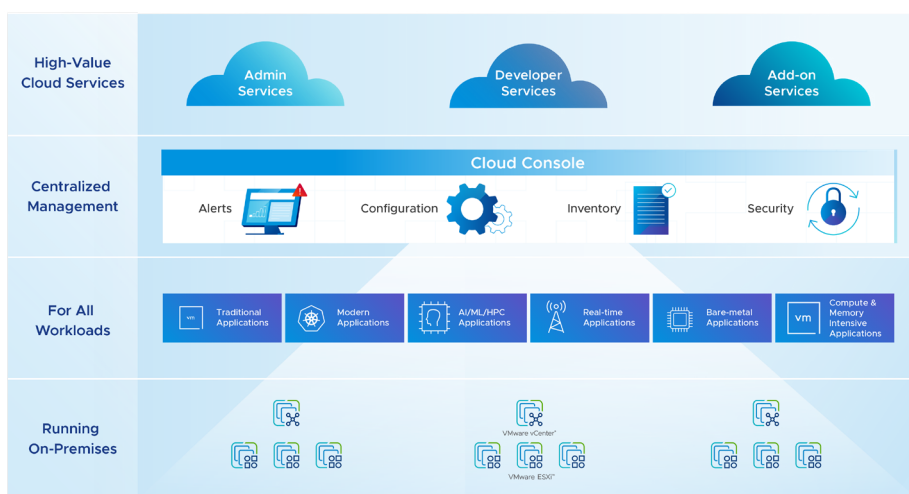 High-Value
Cloud Services
Admin
Services
Developer
Services
Add-on
Services
Centralized
Management
Cloud Console
Alerts
Configuration
Inventory
Security
For All
Workloads
vm
Traditional
Applications
Modern
Applications
AI/ML/HPC
Applications
Real-time
Applications
Bare-metal
Applications
vm
Compute &
Memory
Intensive
Applications
Running
On-Premises
VMware vCenter®
VMware ESXi™